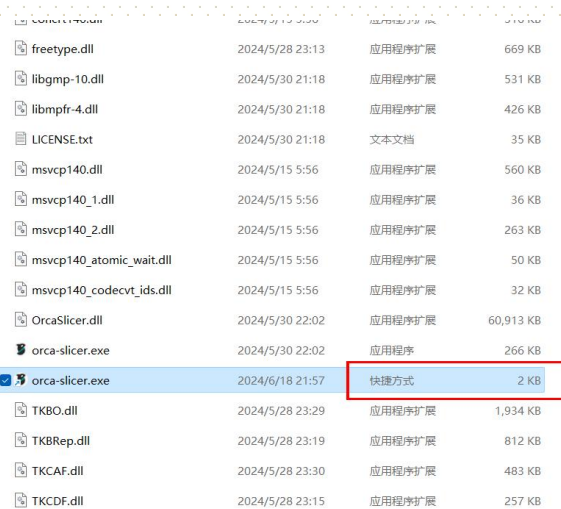 freetype.dll 2024/5/28 23:13 应用程序扩展 669 KB
libgmp-10.dll 2024/5/30 21:18 应用程序扩展 531 KB
libmpfr-4.dll 2024/5/30 21:18 应用程序扩展 426 KB
LICENSE.txt 2024/5/30 21:18 文本文档 35 KB
msvcp140.dll 2024/5/15 5:56 应用程序扩展 560 KB
msvcp140_1.dll 2024/5/15 5:56 应用程序扩展 36 KB
msvcp140_2.dll 2024/5/15 5:56 应用程序扩展 263 KB
msvcp140_atomic_wait.dll 2024/5/15 5:56 应用程序扩展 50 KB
msvcp140_codecvt_ids.dll 2024/5/15 5:56 应用程序扩展 32 KB
OrcaSlicer.dll 2024/5/30 22:02 应用程序扩展 60,913 KB
orca-slicer.exe 2024/5/30 22:02 应用程序 266 KB
orca-slicer.exe 2024/6/18 21:57 快捷方式 2 KB
TKBO.dll 2024/5/28 23:29 应用程序扩展 1,934 KB
TKBRep.dll 2024/5/28 23:19 应用程序扩展 812 KB
TKCAF.dll 2024/5/28 23:30 应用程序扩展 483 KB
TKCDF.dll 2024/5/28 23:15 应用程序扩展 257 KB